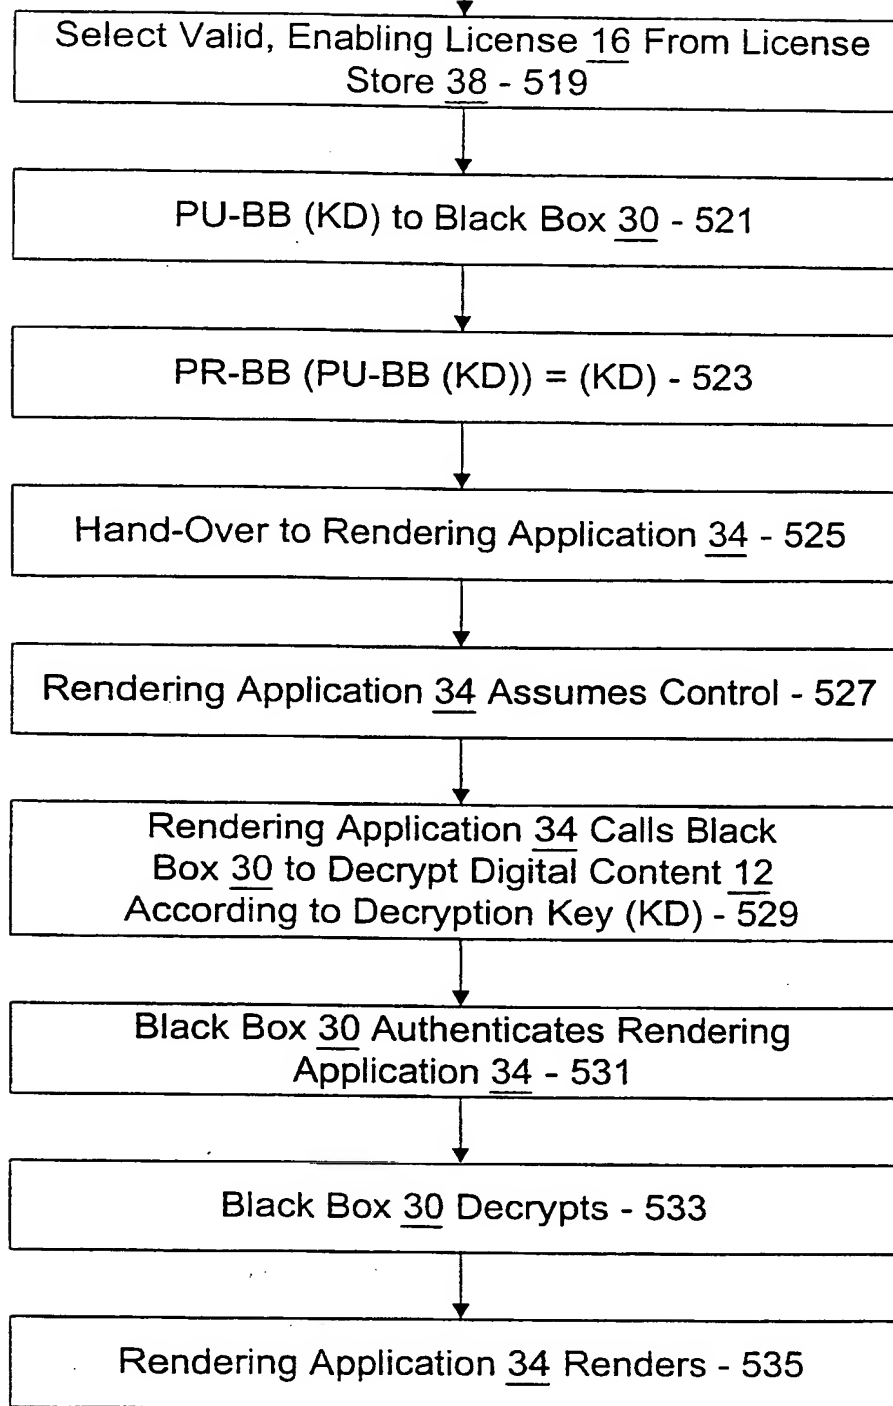 Select Valid, Enabling License 16 From License
Store 38 - 519
PU-BB (KD) to Black Box 30 - 521
PR-BB (PU-BB (KD)) = (KD) - 523
Hand-Over to Rendering Application 34 - 525
Rendering Application 34 Assumes Control - 527
Rendering Application 34 Calls Black
Box 30 to Decrypt Digital Content 12
According to Decryption Key (KD) - 529
Black Box 30 Authenticates Rendering
Application 34 - 531
Black Box 30 Decrypts - 533
Rendering Application 34 Renders - 535